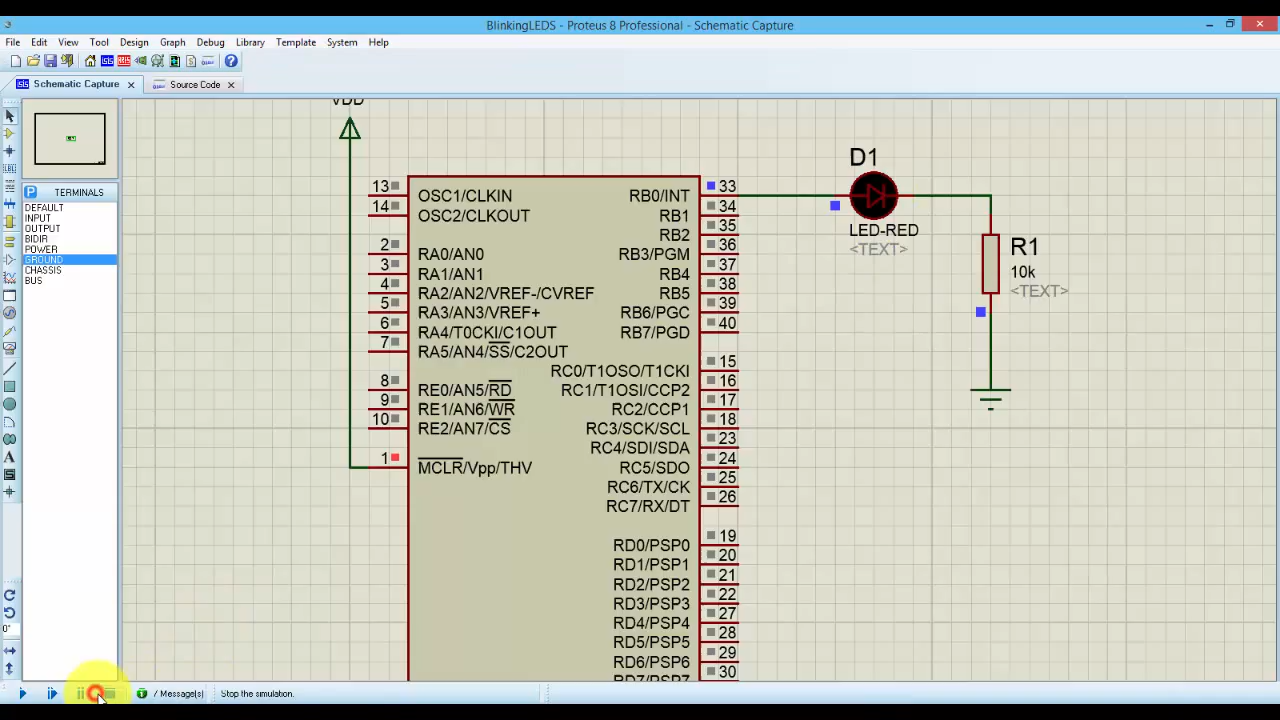 BlinkingLEDS - Proteus 8 Professional - Schematic Capture
File Edit View Tool Design Graph Debug Library Template System Help
Schematic Capture
Source Code
P TERMINALS
DEFAULT
INPUT
OUTPUT
BIDIR
POWER
GROUND
CHASSIS
BUS
VDD
13 OSC1/CLKIN
14 OSC2/CLKOUT
2 RA0/AN0
3 RA1/AN1
4 RA2/AN2/VREF-/CVREF
5 RA3/AN3/VREF+
6 RA4/T0CKI/C1OUT
7 RA5/AN4/SS/C2OUT
8 RE0/AN5/RD
9 RE1/AN6/WR
10 RE2/AN7/CS
1 MCLR/Vpp/THV
RB0/INT 33
RB1 34
RB2 35
RB3/PGM 36
RB4 37
RB5 38
RB6/PGC 39
RB7/PGD 40
RC0/T1OSO/T1CKI 15
RC1/T1OSI/CCP2 16
RC2/CCP1 17
RC3/SCK/SCL 18
RC4/SDI/SDA 23
RC5/SDO 24
RC6/TX/CK 25
RC7/RX/DT 26
RD0/PSP0 19
RD1/PSP1 20
RD2/PSP2 21
RD3/PSP3 22
RD4/PSP4 27
RD5/PSP5 28
RD6/PSP6 29
RD7/PSP7 30
D1
LED-RED
<TEXT>
R1
10k
<TEXT>
0°
7 Message(s)
Stop the simulation.